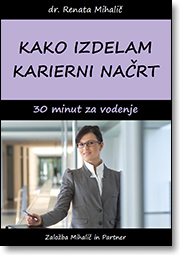 dr. Renata Mihalič
KAKO IZDELAM
KARIERNI NAČRT
30 minut za vodenje
Založba Mihalič in Partner